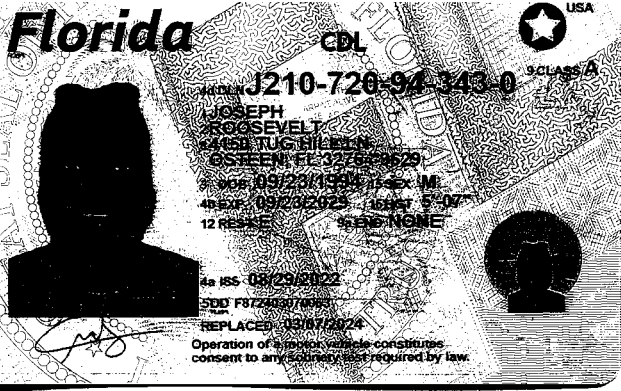 Florida
CDL
USA
9 CLASS A
4d DLN J210-720-94-343-0
1 JOSEPH
2 ROOSEVELT
OSTEEN, FL
3 DOB 09/23/1994 15 SEX M
4b EXP 09/23/2029 16 HGT 5'-07"
12 REST E 9a END NONE
4a ISS 08/29/2022
5DD
REPLACED 03/07/2024
Operation of a motor vehicle constitutes
consent to any sobriety test required by law.